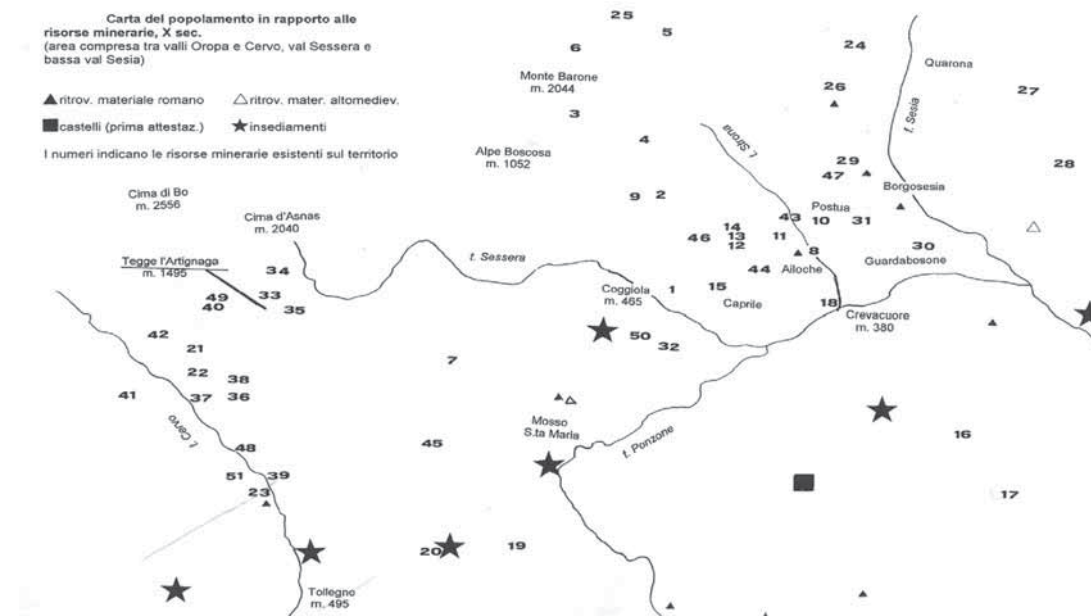 Carta del popolamento in rapporto alle
risorse minerarie, X sec.
(area compresa tra valli Oropa e Cervo, val Sessera e
bassa val Sesia)
ritrov. materiale romano ritrov. mater. altomediev.
castelli (prima attestaz.) insediamenti
I numeri indicano le risorse minerarie esistenti sul territorio
25
5
6
24
Quarona
Monte Barone
m. 2044
26
27
3
t. Sesia
4
t. Strona
Alpe Boscosa
m. 1052
29
28
47
Borgosesia
Cima di Bo
m. 2556
9
2
Postua
Cima d'Asnas
m. 2040
43
10
31
14
46
13
11
12
8
30
Guardabosone
t. Sessera
Tegge l'Artignaga
m. 1495
34
44
Ailoche
Coggiola
m. 465
1
15
Caprile
18
Crevacuore
m. 380
49
33
40
35
42
50
32
21
7
22
38
41
37
36
t. Cervo
Mosso
S.ta Maria
t. Ponzone
16
45
48
51
39
23
17
20
19
Tollegno
m. 495